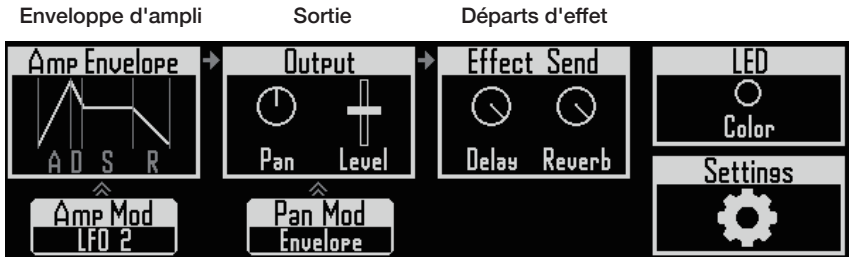 Enveloppe d'ampli
Sortie
Départs d'effet
Amp Envelope
Output
Effect Send
LED
Color
A D S R
Pan
Level
Delay
Reverb
Settings
Amp Mod
LFO 2
Pan Mod
Envelope